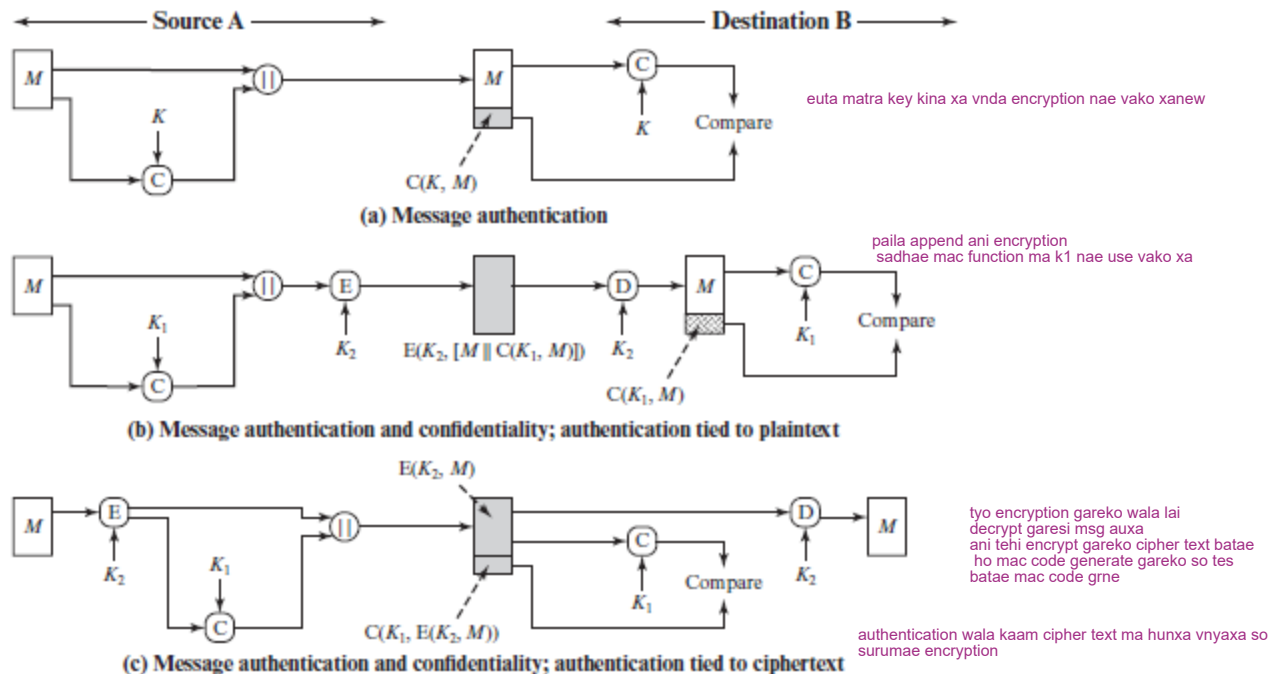 Source A
Destination B
M
||
M
C
K
C
K
Compare
C(K, M)
euta matra key kina xa vnda encryption nae vako xanew
(a) Message authentication
paila append ani encryption
sadhae mac function ma k1 nae use vako xa
M
||
E
D
M
C
K₁
C
K₂
E(K₂, [M || C(K₁, M)])
K₂
K₁
Compare
C(K₁, M)
(b) Message authentication and confidentiality; authentication tied to plaintext
E(K₂, M)
M
E
||
D
M
K₂
K₁
C
C
K₁
Compare
K₂
C(K₁, E(K₂, M))
tyo encryption gareko wala lai
decrypt garesi msg auxa
ani tehi encrypt gareko cipher text batae
ho mac code generate gareko so tes
batae mac code grne
authentication wala kaam cipher text ma hunxa vnyaxa so
surumae encryption
(c) Message authentication and confidentiality; authentication tied to ciphertext